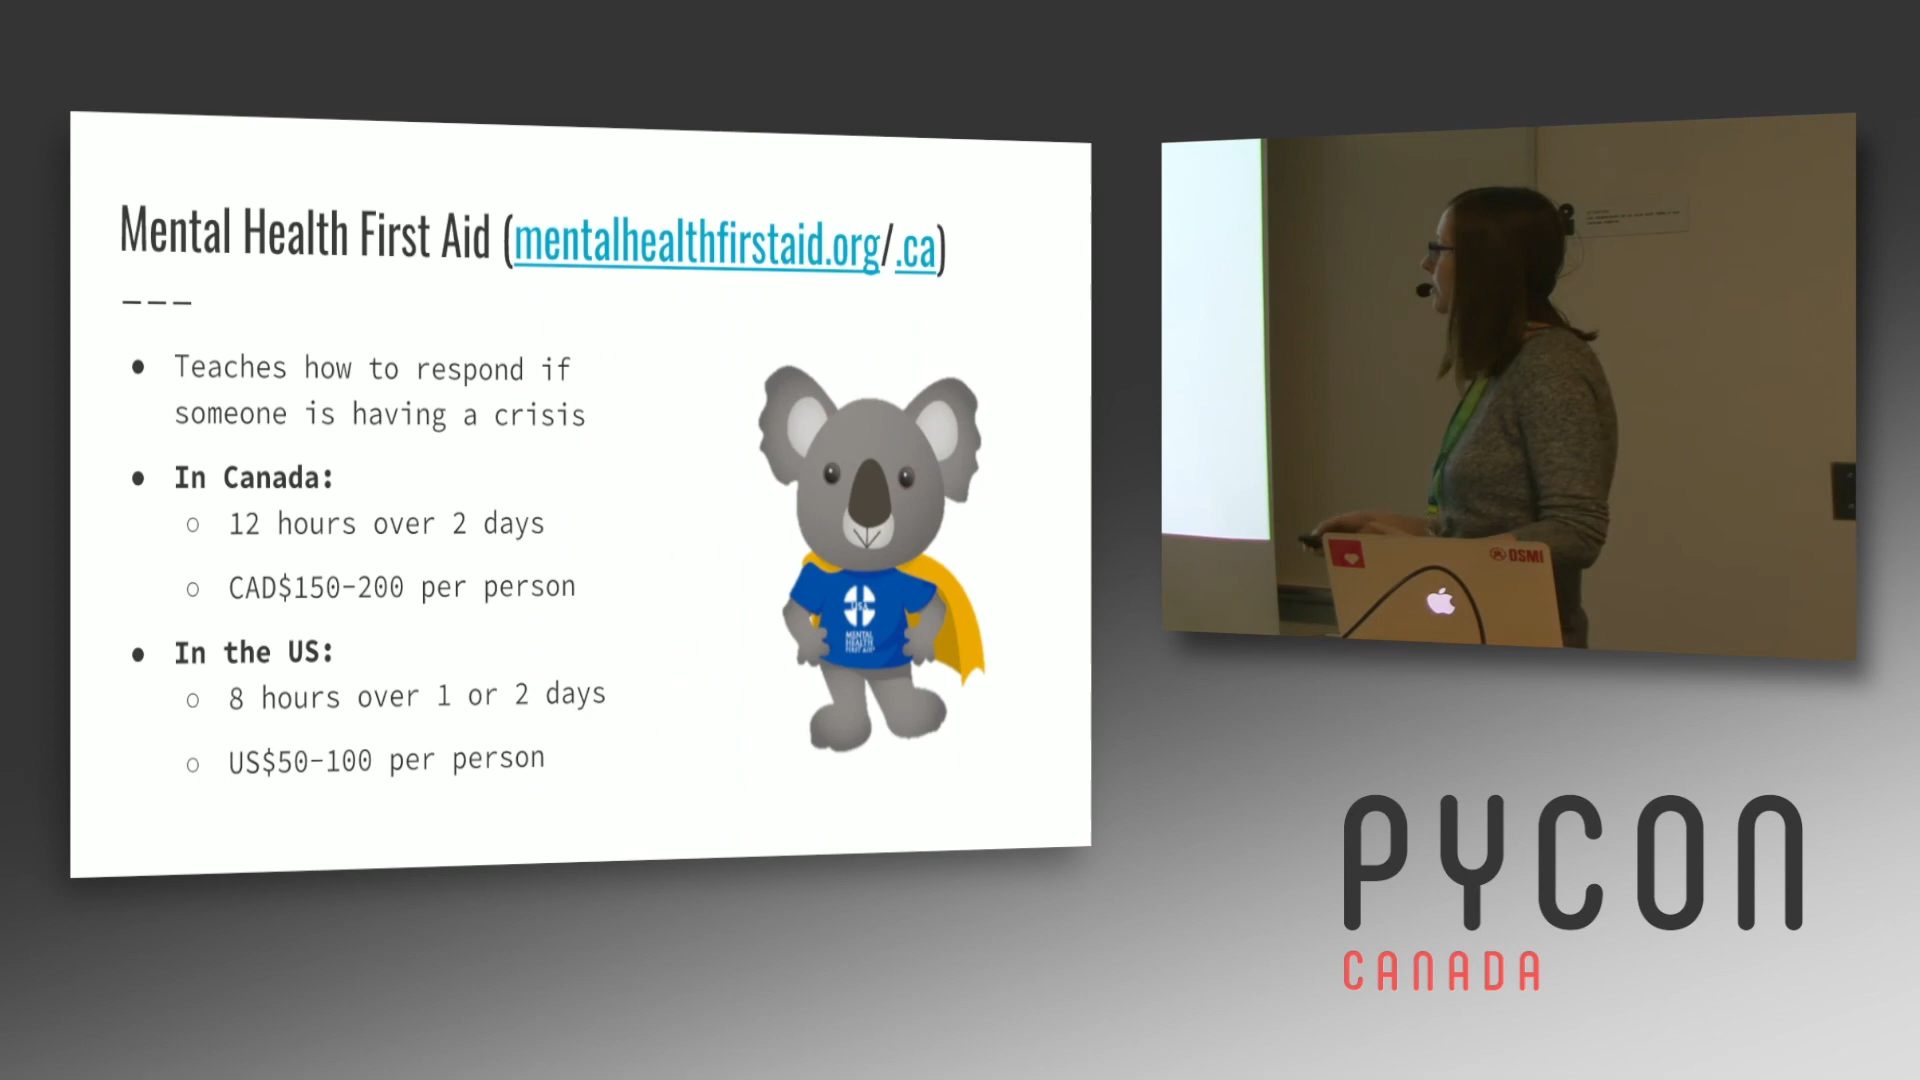 Mental Health First Aid (mentalhealthfirstaid.org/.ca)
---
● Teaches how to respond if
someone is having a crisis
● In Canada:
○ 12 hours over 2 days
○ CAD$150-200 per person
● In the US:
○ 8 hours over 1 or 2 days
○ US$50-100 per person
USA
MENTAL
HEALTH
FIRST AID
OSMI
PYCON
CANADA